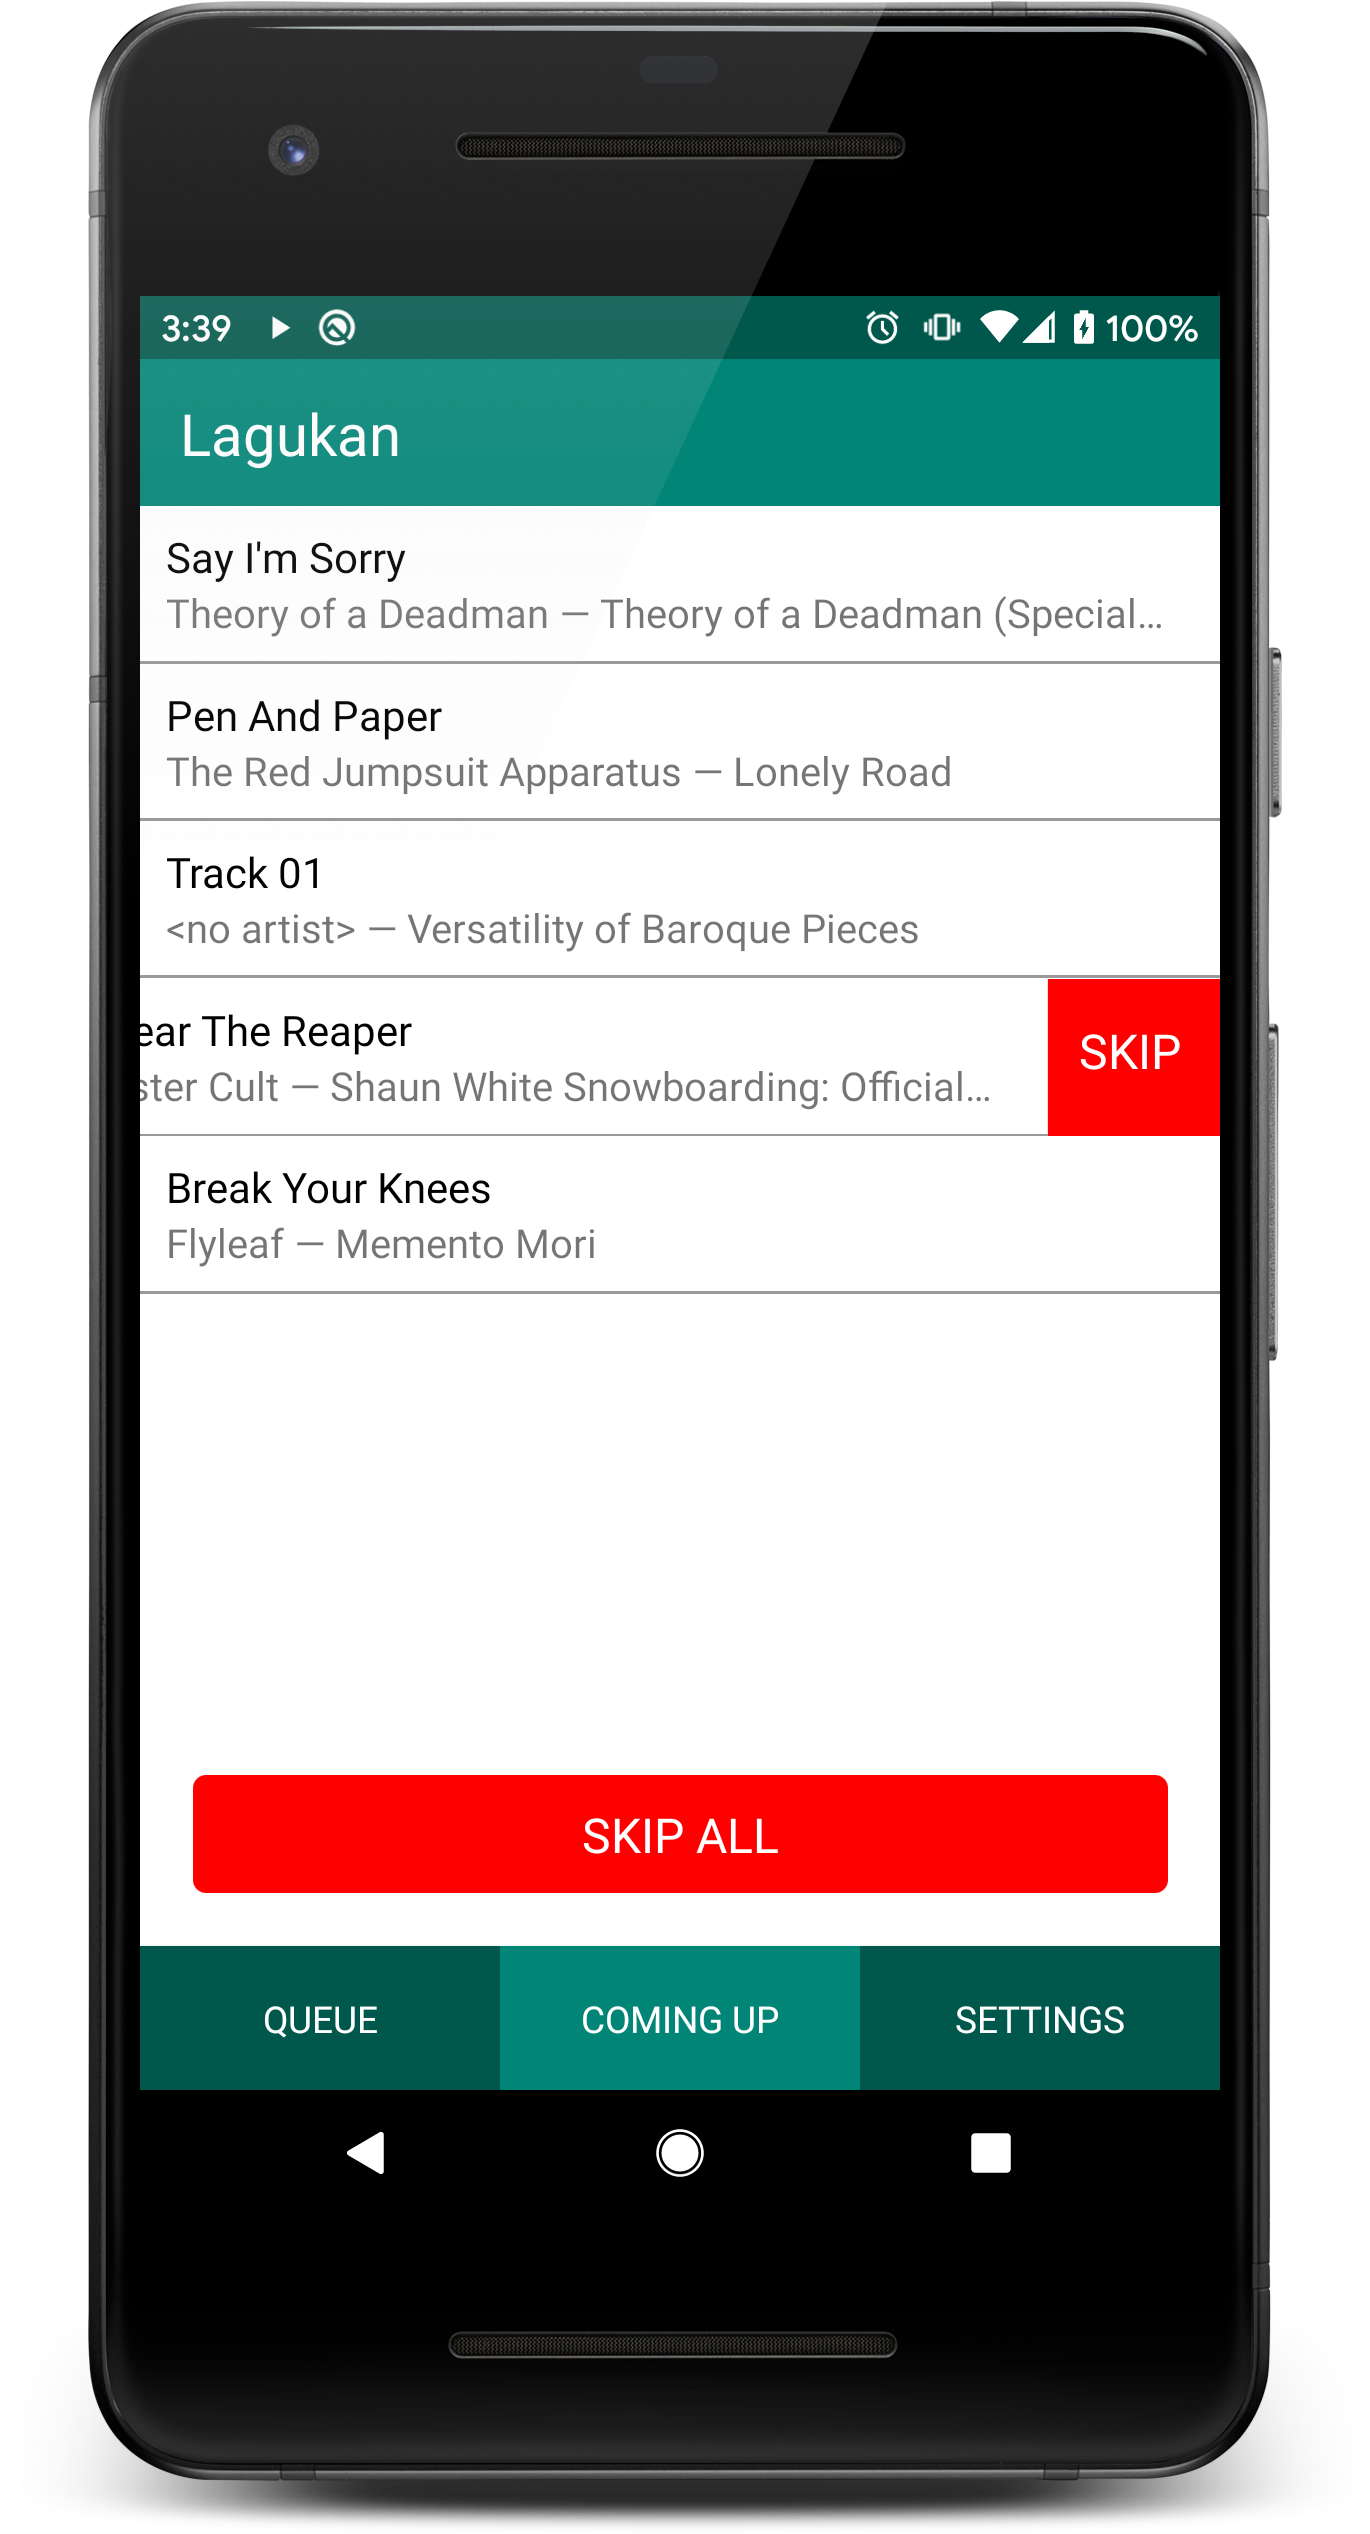 3:39 100%
Lagukan
Say I'm Sorry
Theory of a Deadman — Theory of a Deadman (Special…
Pen And Paper
The Red Jumpsuit Apparatus — Lonely Road
Track 01
<no artist> — Versatility of Baroque Pieces
ear The Reaper
ster Cult — Shaun White Snowboarding: Official…
SKIP
Break Your Knees
Flyleaf — Memento Mori
SKIP ALL
QUEUE COMING UP SETTINGS